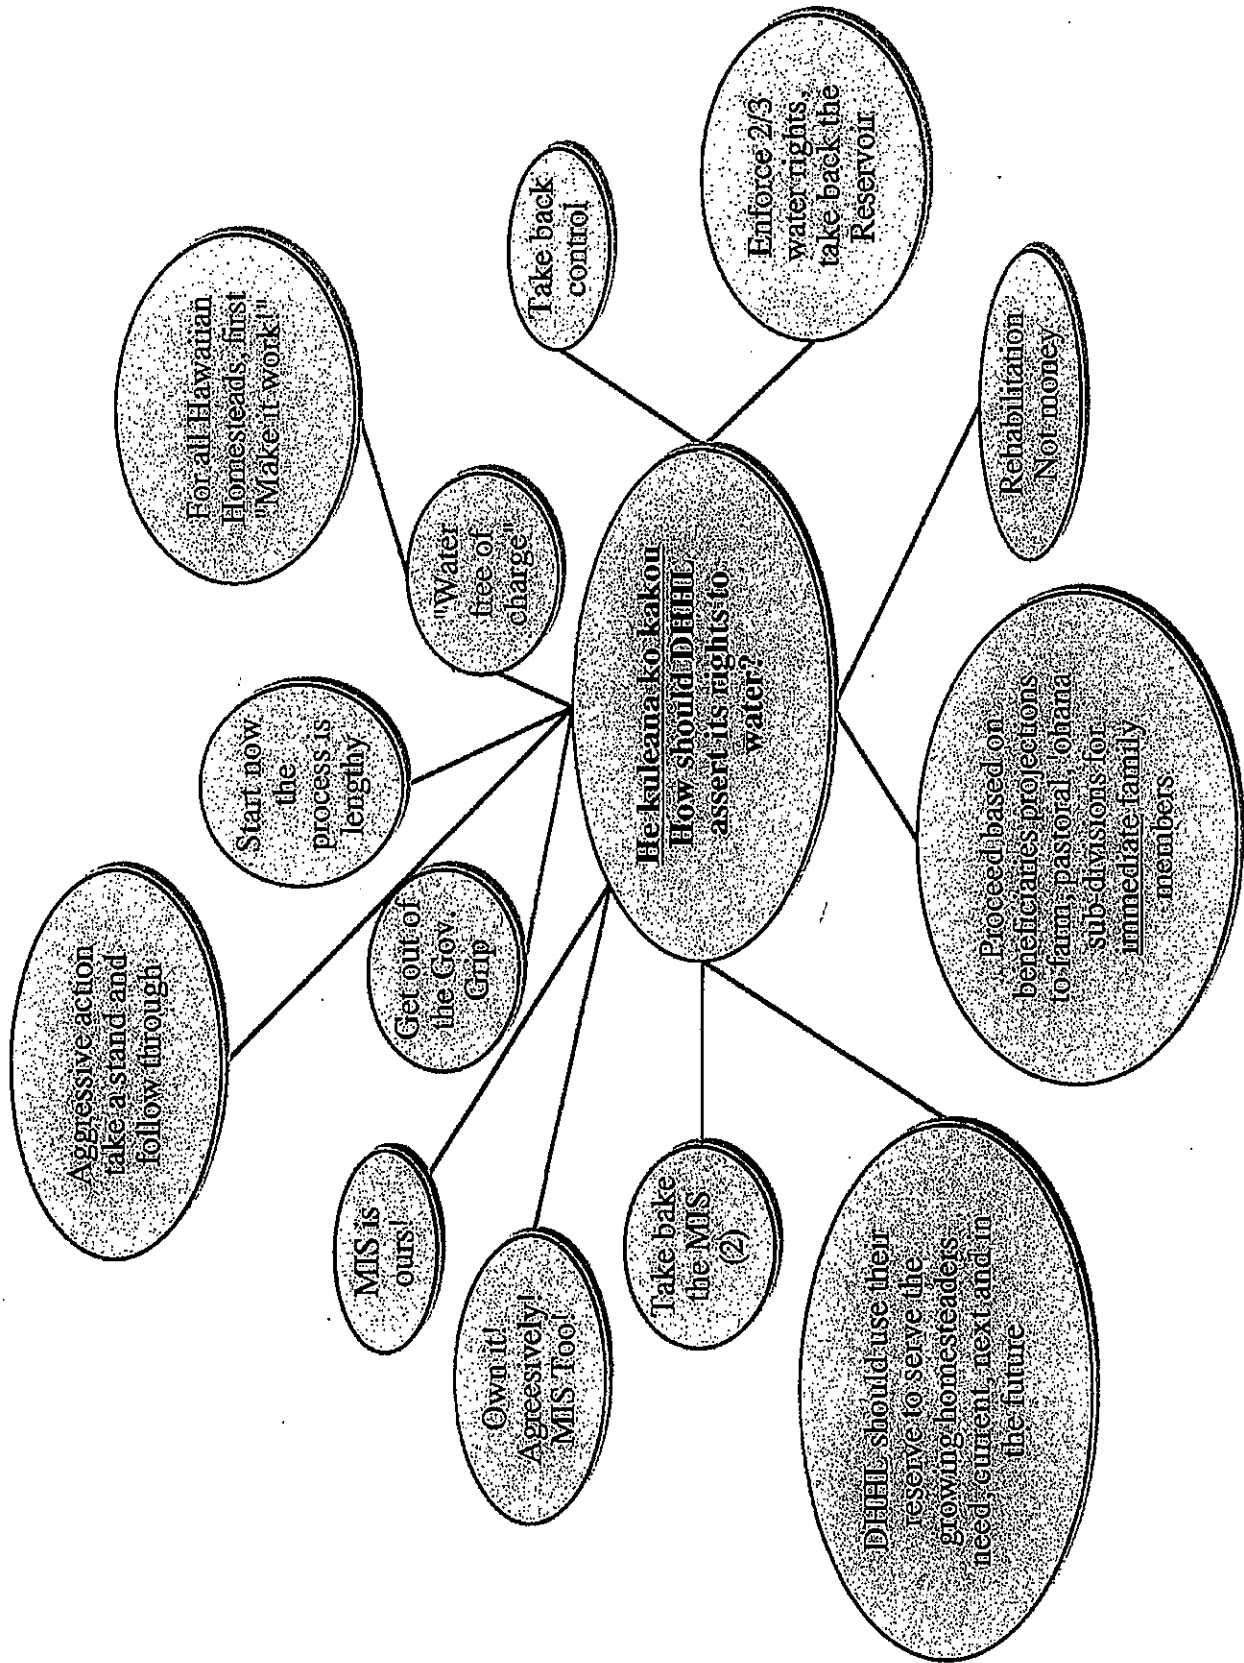 Aggressive action
take a stand and
follow through
Start now
the
process is
lengthy
For all Hawaiian
Homesteads, first
"Make it work!"
"Water
free of
charge"
Get out of
the Gov.
Grip
MIS is
ours!
Own it!
Agreesively!
MIS Too!
Take bake
the MIS
(2)
He kuleana ko kakou
How should DHHL
assert its rights to
water?
Take back
control
Enforce 2/3
water rights,
take back the
Reservoir
DHHL should use their
reserve to serve the
growing homesteaders
need, current, next and in
the future
Proceed based on
beneficiaries projections
to farm, pastoral, 'ohana
sub-divisions for
immediate family
members
Rehabilitation
Not money